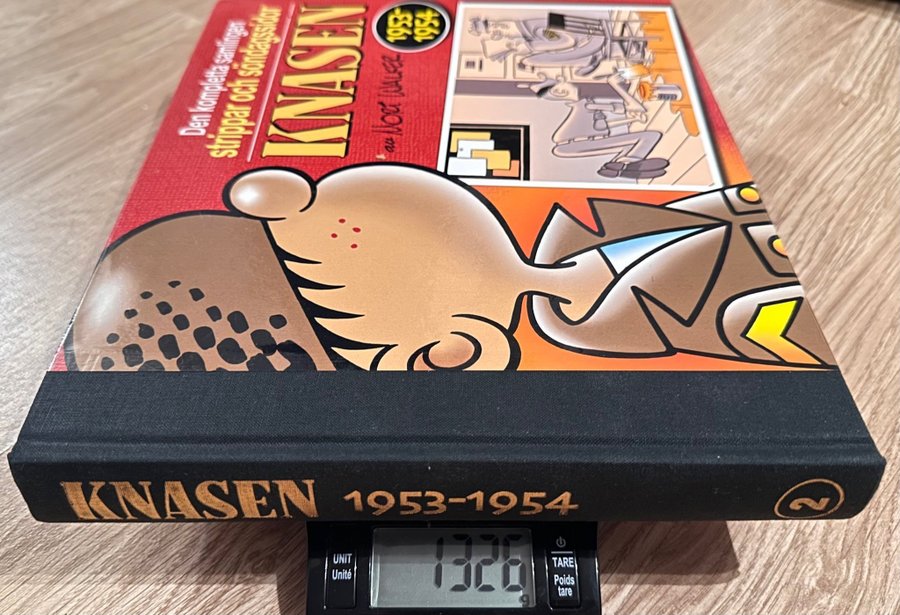 Den kompletta samlingen
strippar och söndagssidor
KNASEN
1953-
1954
av MORT WALKER
KNASEN 1953-1954 2
UNIT
Unité
1326
g
TARE
Poids
tare